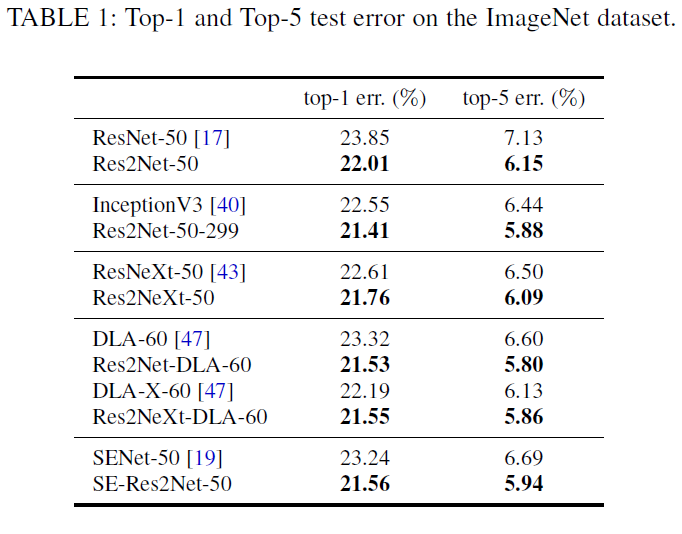 TABLE 1: Top-1 and Top-5 test error on the ImageNet dataset.
top-1 err. (%) top-5 err. (%)
ResNet-50 [17] 23.85 7.13
Res2Net-50 22.01 6.15
InceptionV3 [40] 22.55 6.44
Res2Net-50-299 21.41 5.88
ResNeXt-50 [43] 22.61 6.50
Res2NeXt-50 21.76 6.09
DLA-60 [47] 23.32 6.60
Res2Net-DLA-60 21.53 5.80
DLA-X-60 [47] 22.19 6.13
Res2NeXt-DLA-60 21.55 5.86
SENet-50 [19] 23.24 6.69
SE-Res2Net-50 21.56 5.94